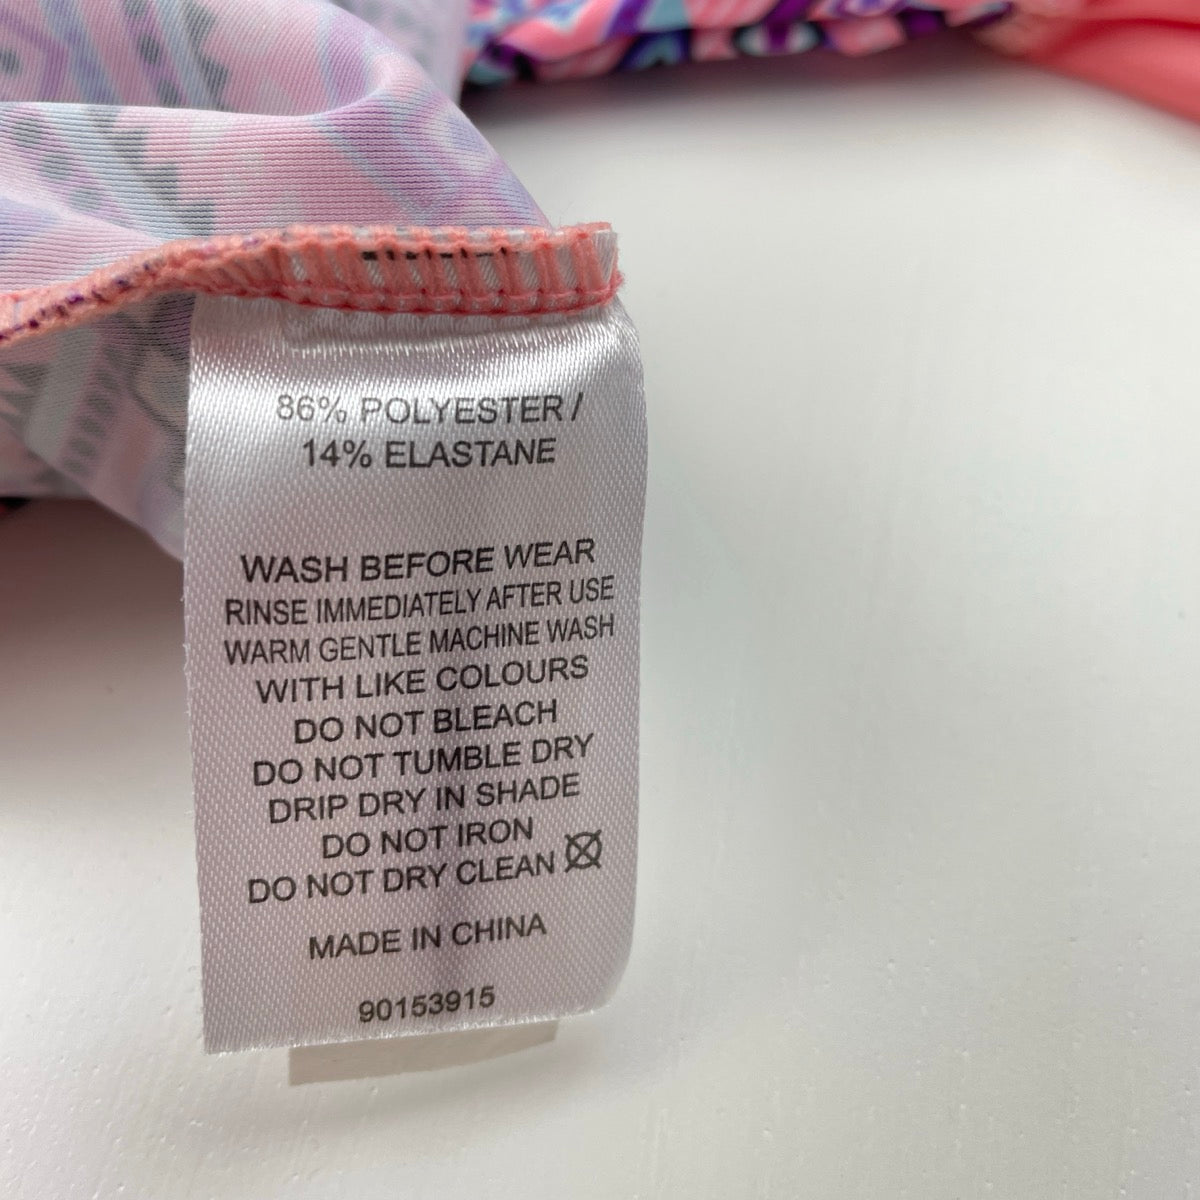 86% POLYESTER /
14% ELASTANE
WASH BEFORE WEAR
RINSE IMMEDIATELY AFTER USE
WARM GENTLE MACHINE WASH
WITH LIKE COLOURS
DO NOT BLEACH
DO NOT TUMBLE DRY
DRIP DRY IN SHADE
DO NOT IRON
DO NOT DRY CLEAN
MADE IN CHINA
90153915